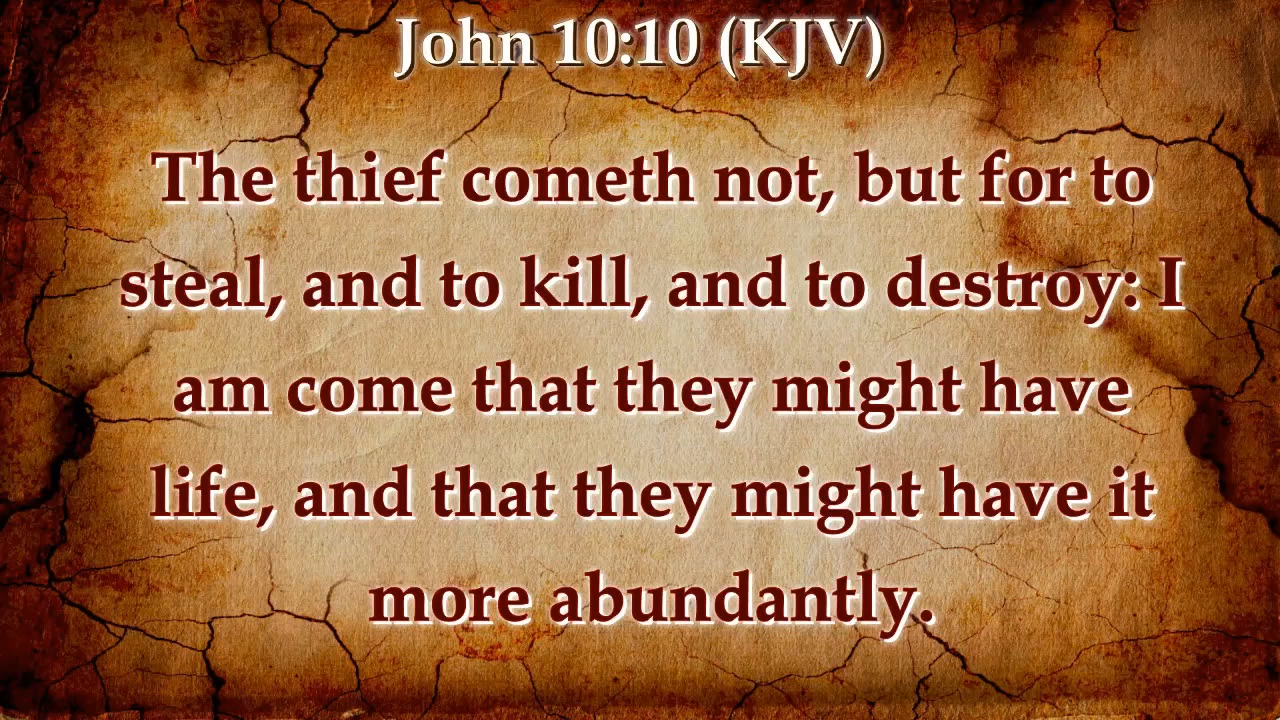 John 10:10 (KJV)
The thief cometh not, but for to
steal, and to kill, and to destroy: I
am come that they might have
life, and that they might have it
more abundantly.